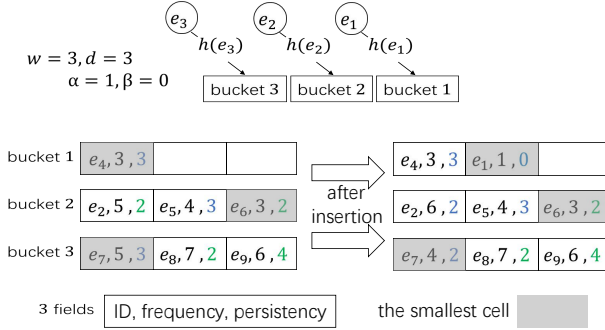 e₃ e₂ e₁
h(e₃) h(e₂) h(e₁)
w = 3, d = 3
α = 1, β = 0
bucket 3 bucket 2 bucket 1
bucket 1 e₄, 3 , 3
e₄, 3 , 3 e₁, 1 , 0
after
insertion
bucket 2 e₂, 5 , 2 e₅, 4 , 3 e₆, 3 , 2
e₂, 6 , 2 e₅, 4 , 3 e₆, 3 , 2
bucket 3 e₇, 5 , 3 e₈, 7 , 2 e₉, 6 , 4
e₇, 4 , 2 e₈, 7 , 2 e₉, 6 , 4
3 fields ID, frequency, persistency the smallest cell